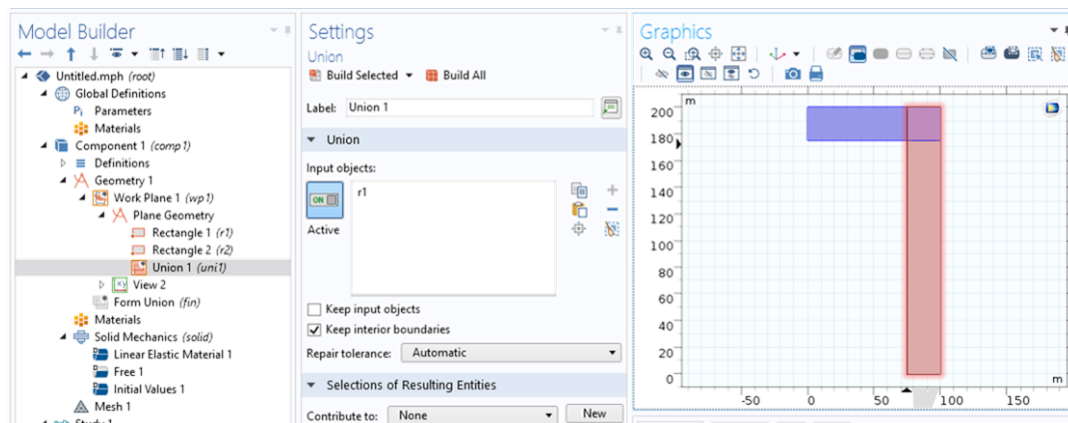 Model Builder
Untitled.mph (root)
Global Definitions
Pi Parameters
Materials
Component 1 (comp1)
Definitions
Geometry 1
Work Plane 1 (wp1)
Plane Geometry
Rectangle 1 (r1)
Rectangle 2 (r2)
Union 1 (uni1)
View 2
Form Union (fin)
Materials
Solid Mechanics (solid)
Linear Elastic Material 1
Free 1
Initial Values 1
Mesh 1
Study 1
Settings
Union
Build Selected Build All
Label: Union 1
Union
Input objects:
ON
r1
Active
Keep input objects
Keep interior boundaries
Repair tolerance: Automatic
Selections of Resulting Entities
Contribute to: None New
Graphics
m
200
180
160
140
120
100
80
60
40
20
0
m
-50 0 50 100 150